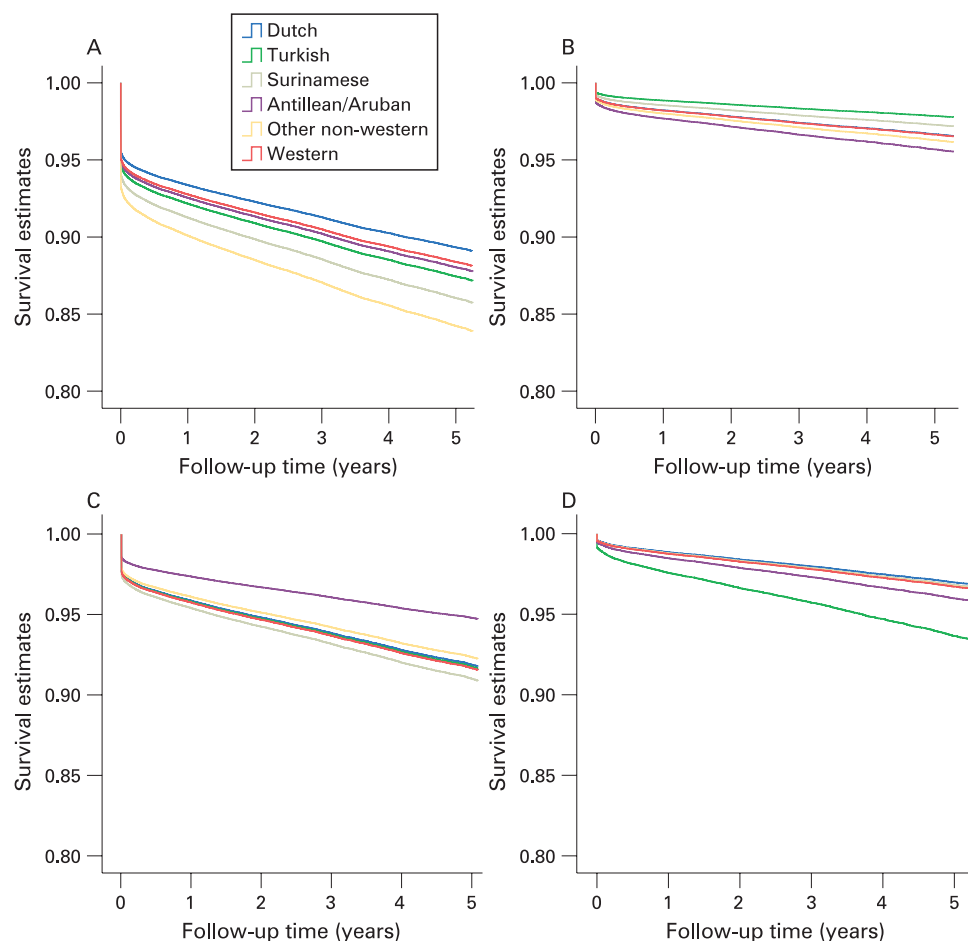 A
Dutch
Turkish
Surinamese
Antillean/Aruban
Other non-western
Western
1.00
0.95
0.90
0.85
0.80
Survival estimates
0 1 2 3 4 5
Follow-up time (years)
B
1.00
0.95
0.90
0.85
0.80
Survival estimates
0 1 2 3 4 5
Follow-up time (years)
C
1.00
0.95
0.90
0.85
0.80
Survival estimates
0 1 2 3 4 5
Follow-up time (years)
D
1.00
0.95
0.90
0.85
0.80
Survival estimates
0 1 2 3 4 5
Follow-up time (years)